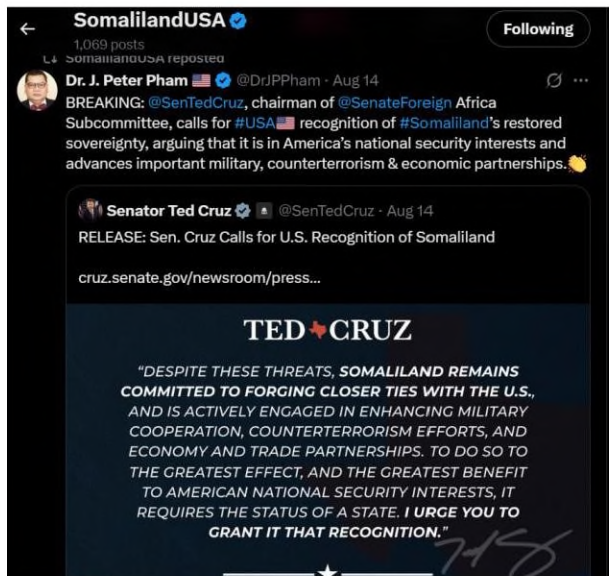 SomalilandUSA
1,069 posts
Following
SomalilandUSA reposted
Dr. J. Peter Pham 🇺🇸 @DrJPPham · Aug 14
BREAKING: @SenTedCruz, chairman of @SenateForeign Africa
Subcommittee, calls for #USA🇺🇸 recognition of #Somaliland's restored
sovereignty, arguing that it is in America's national security interests and
advances important military, counterterrorism & economic partnerships.👏
Senator Ted Cruz @SenTedCruz · Aug 14
RELEASE: Sen. Cruz Calls for U.S. Recognition of Somaliland
cruz.senate.gov/newsroom/press...
TED CRUZ
"DESPITE THESE THREATS, SOMALILAND REMAINS
COMMITTED TO FORGING CLOSER TIES WITH THE U.S.,
AND IS ACTIVELY ENGAGED IN ENHANCING MILITARY
COOPERATION, COUNTERTERRORISM EFFORTS, AND
ECONOMY AND TRADE PARTNERSHIPS. TO DO SO TO
THE GREATEST EFFECT, AND THE GREATEST BENEFIT
TO AMERICAN NATIONAL SECURITY INTERESTS, IT
REQUIRES THE STATUS OF A STATE. I URGE YOU TO
GRANT IT THAT RECOGNITION."